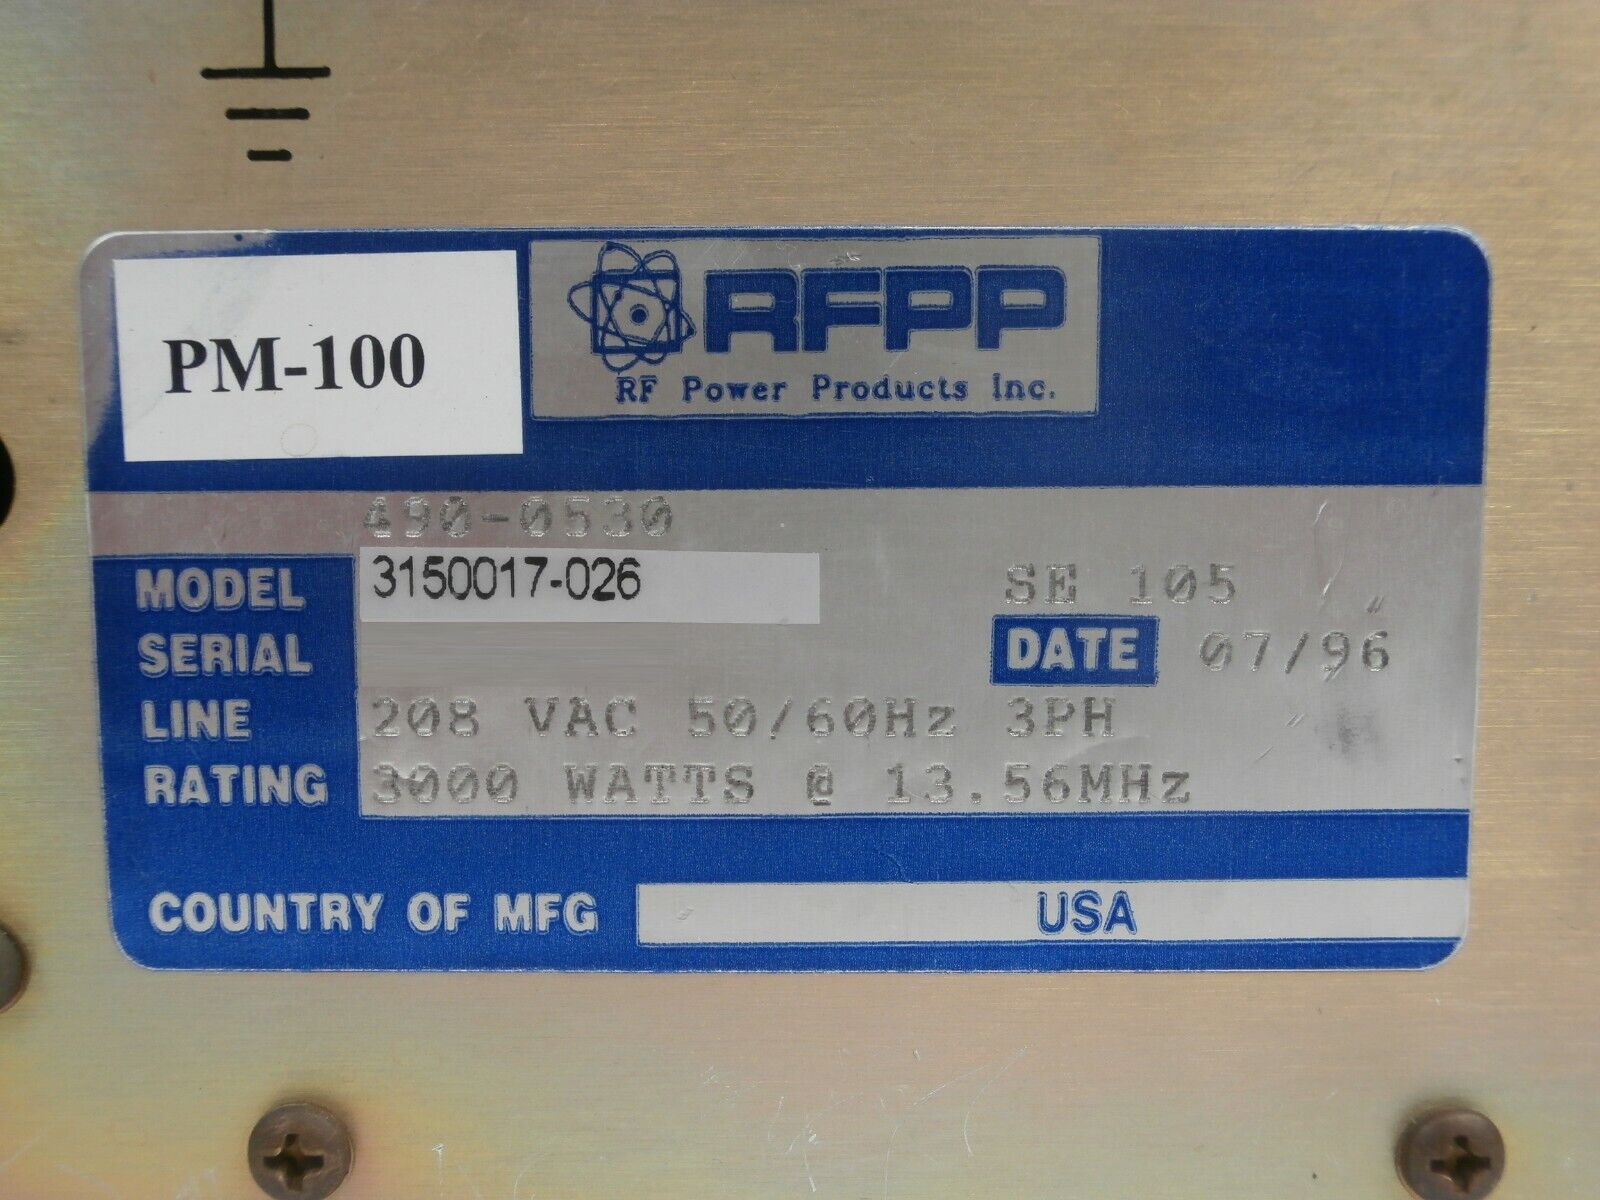 PM-100
RFPP
RF Power Products Inc.
490-0530
MODEL 3150017-026 SE 105
SERIAL DATE 07/96
LINE 208 VAC 50/60Hz 3PH
RATING 3000 WATTS @ 13.56MHz
COUNTRY OF MFG USA